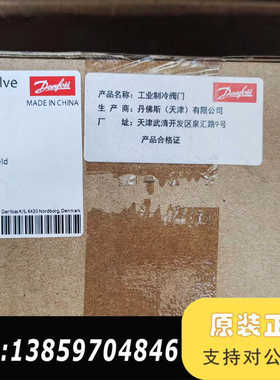 lve
Danfoss
MADE IN CHINA
Danfoss
产品名称：工业制冷阀门
生 产 商：丹佛斯（天津）有限公司
厂 址：天津武清开发区泉汇路9号
产品合格证
old
Danfoss A/S, 6430 Nordborg, Denmark
原装正
:13859704846
支持对公